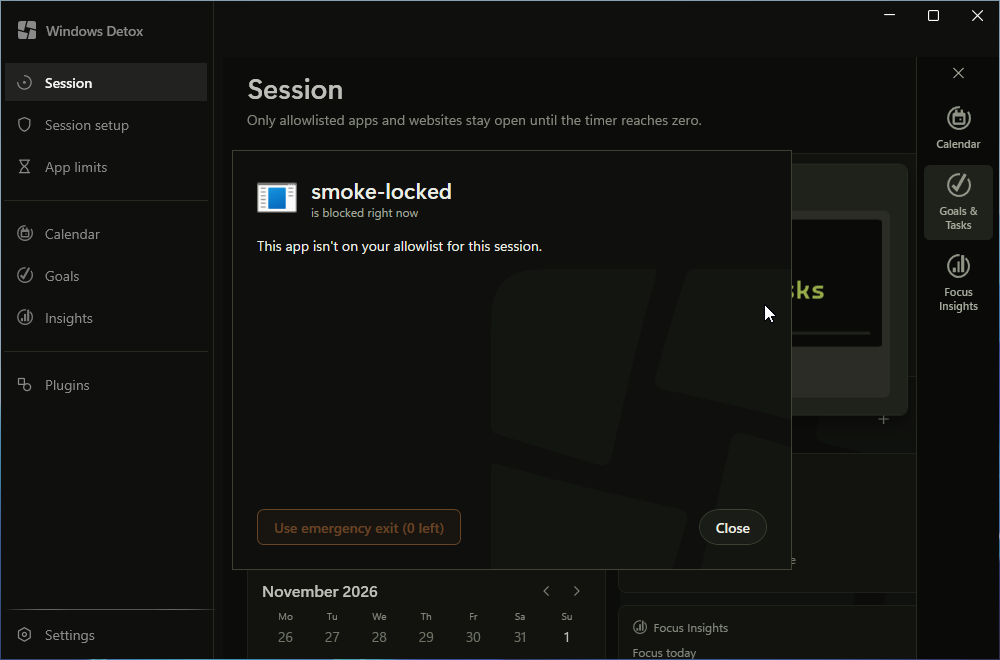 Windows Detox
Session
Session setup
App limits
Calendar
Goals
Insights
Plugins
Settings
Session
Only allowlisted apps and websites stay open until the timer reaches zero.
smoke-locked
is blocked right now
This app isn't on your allowlist for this session.
Use emergency exit (0 left)
Close
November 2026
Mo Tu We Th Fr Sa Su
26 27 28 29 30 31 1
Focus Insights
Focus today
Calendar
Goals &
Tasks
Focus
Insights